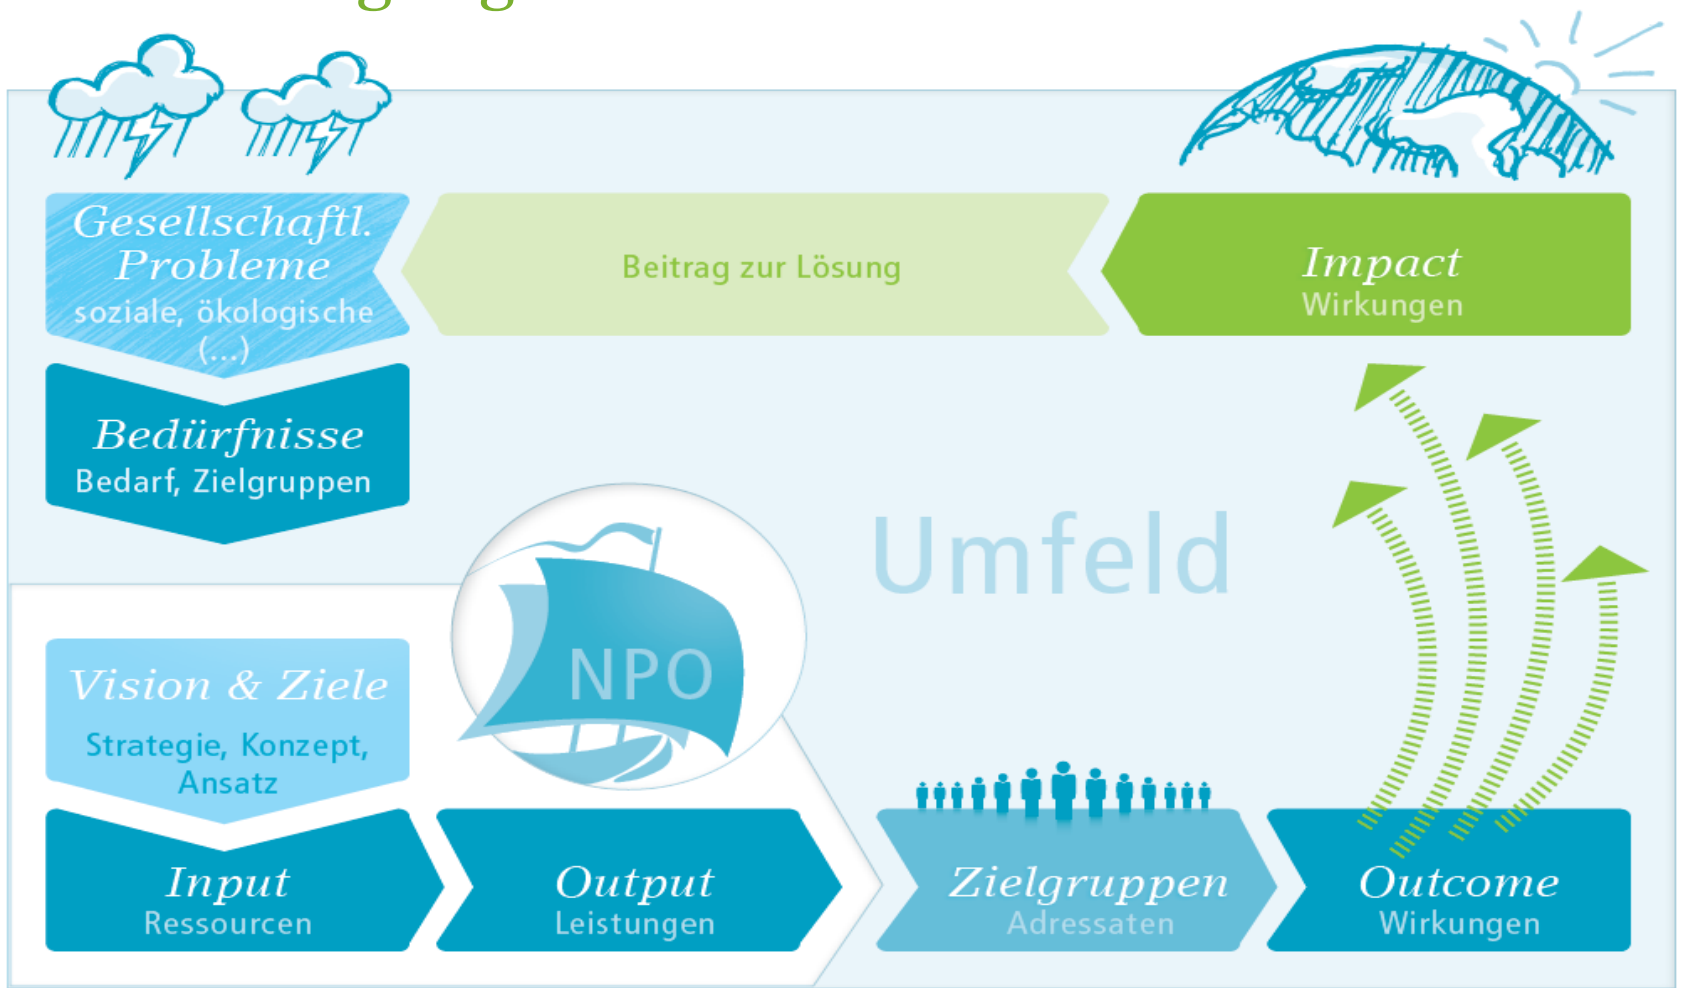 Gesellschaftl.
Probleme
soziale, ökologische
(...)
Beitrag zur Lösung
Impact
Wirkungen
Bedürfnisse
Bedarf, Zielgruppen
Umfeld
NPO
Vision & Ziele
Strategie, Konzept,
Ansatz
Input
Ressourcen
Output
Leistungen
Zielgruppen
Adressaten
Outcome
Wirkungen